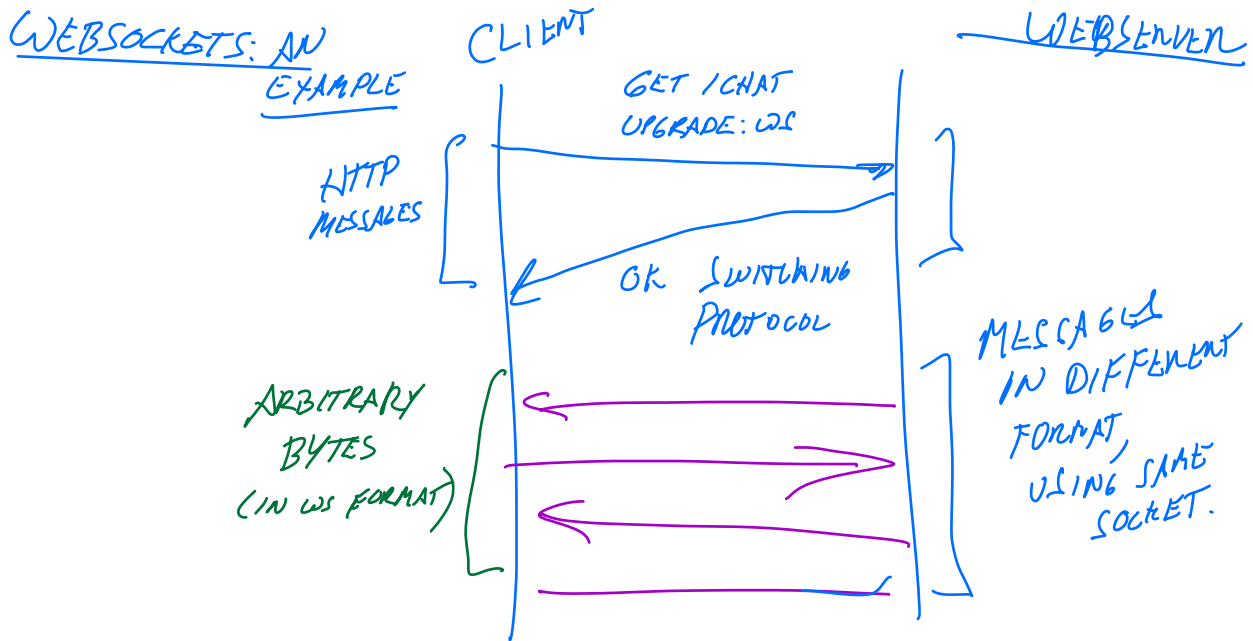 WEBSOCKETS: AN
EXAMPLE
CLIENT
WEBSERVER
GET /CHAT
UPGRADE: WS
HTTP
MESSAGES
OK SWITCHING
PROTOCOL
ARBITRARY
BYTES
(IN WS FORMAT)
MESSAGES
IN DIFFERENT
FORMAT,
USING SAME
SOCKET.